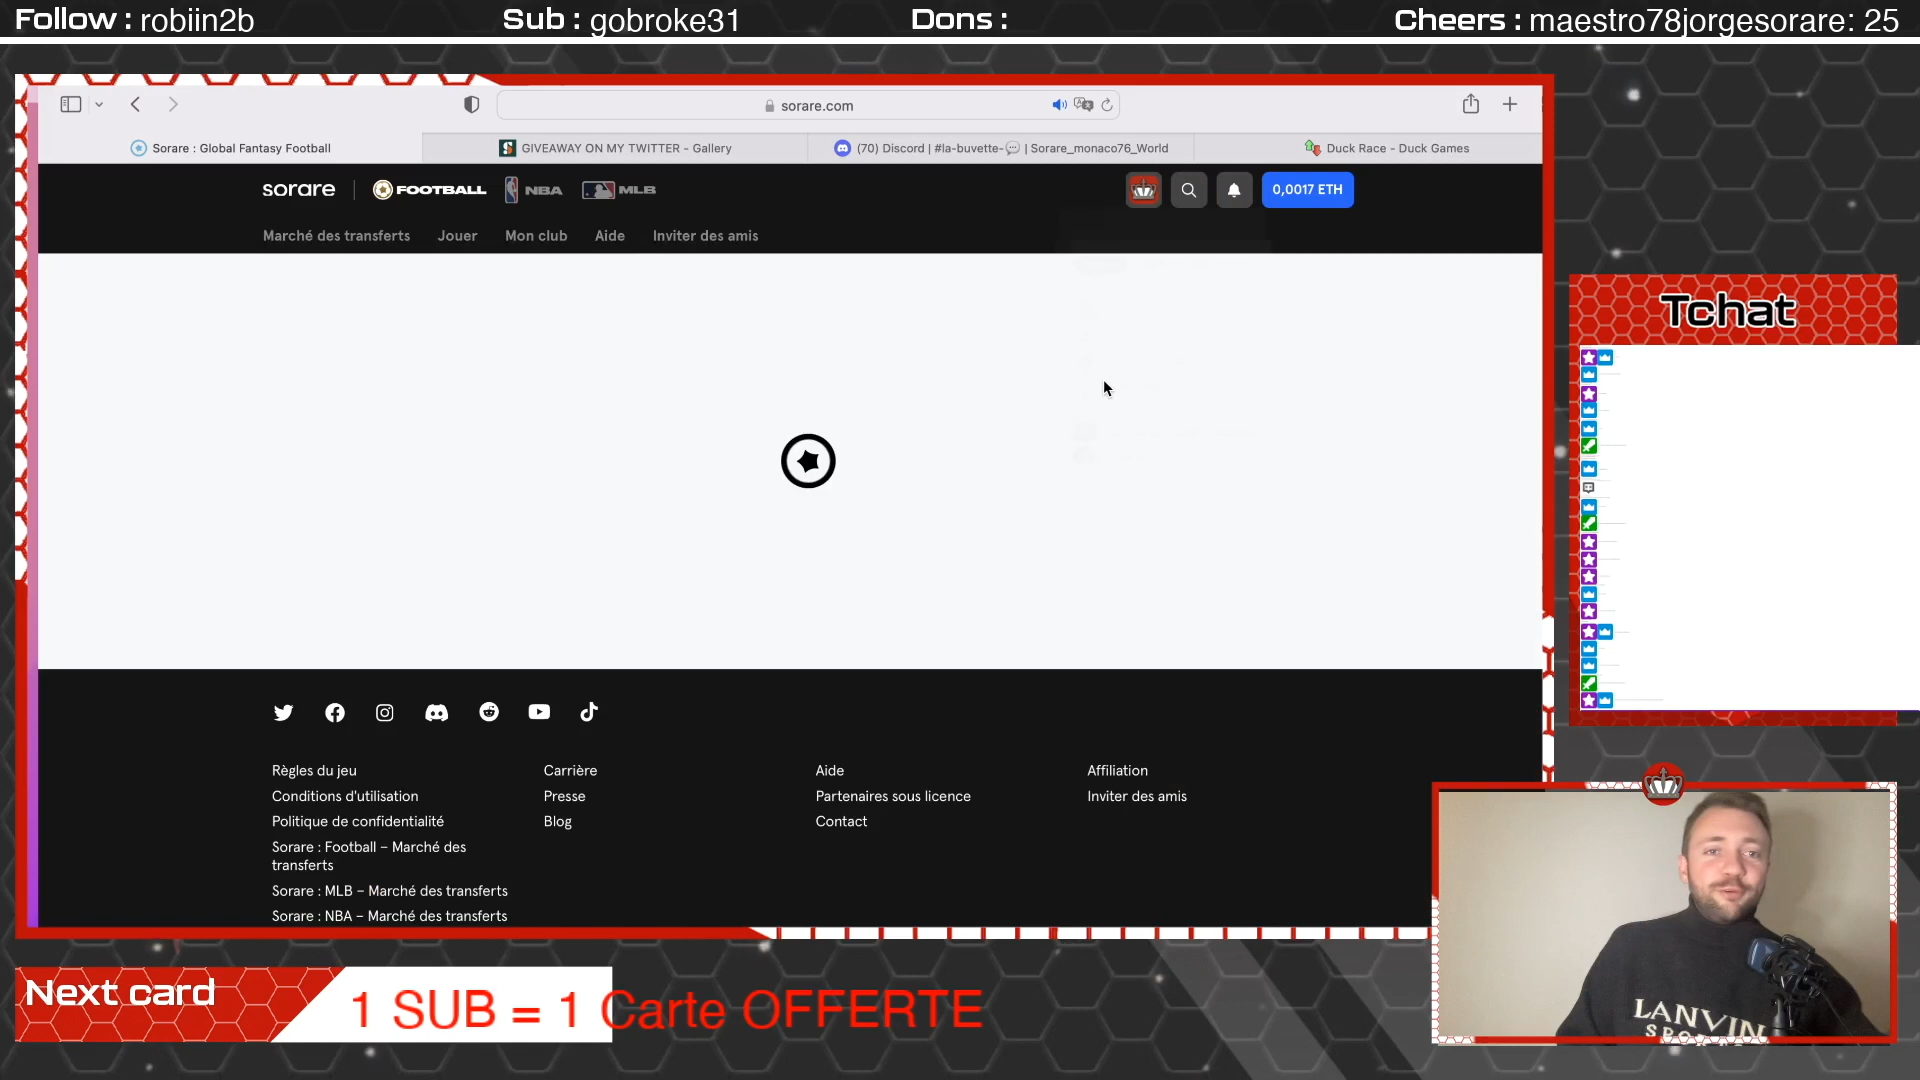 Follow : robiin2b
Sub : gobroke31
Dons :
Cheers : maestro78jorgesorare: 25
sorare.com
Sorare : Global Fantasy Football
GIVEAWAY ON MY TWITTER - Gallery
(70) Discord | #la-buvette-💬 | Sorare_monaco76_World
Duck Race - Duck Games
sorare
FOOTBALL
NBA
MLB
0,0017 ETH
Marché des transferts
Jouer
Mon club
Aide
Inviter des amis
Tchat
Règles du jeu
Carrière
Aide
Affiliation
Conditions d'utilisation
Presse
Partenaires sous licence
Inviter des amis
Politique de confidentialité
Blog
Contact
Sorare : Football – Marché des
transferts
Sorare : MLB – Marché des transferts
Sorare : NBA – Marché des transferts
Next card
1 SUB = 1 Carte OFFERTE
LANVIN